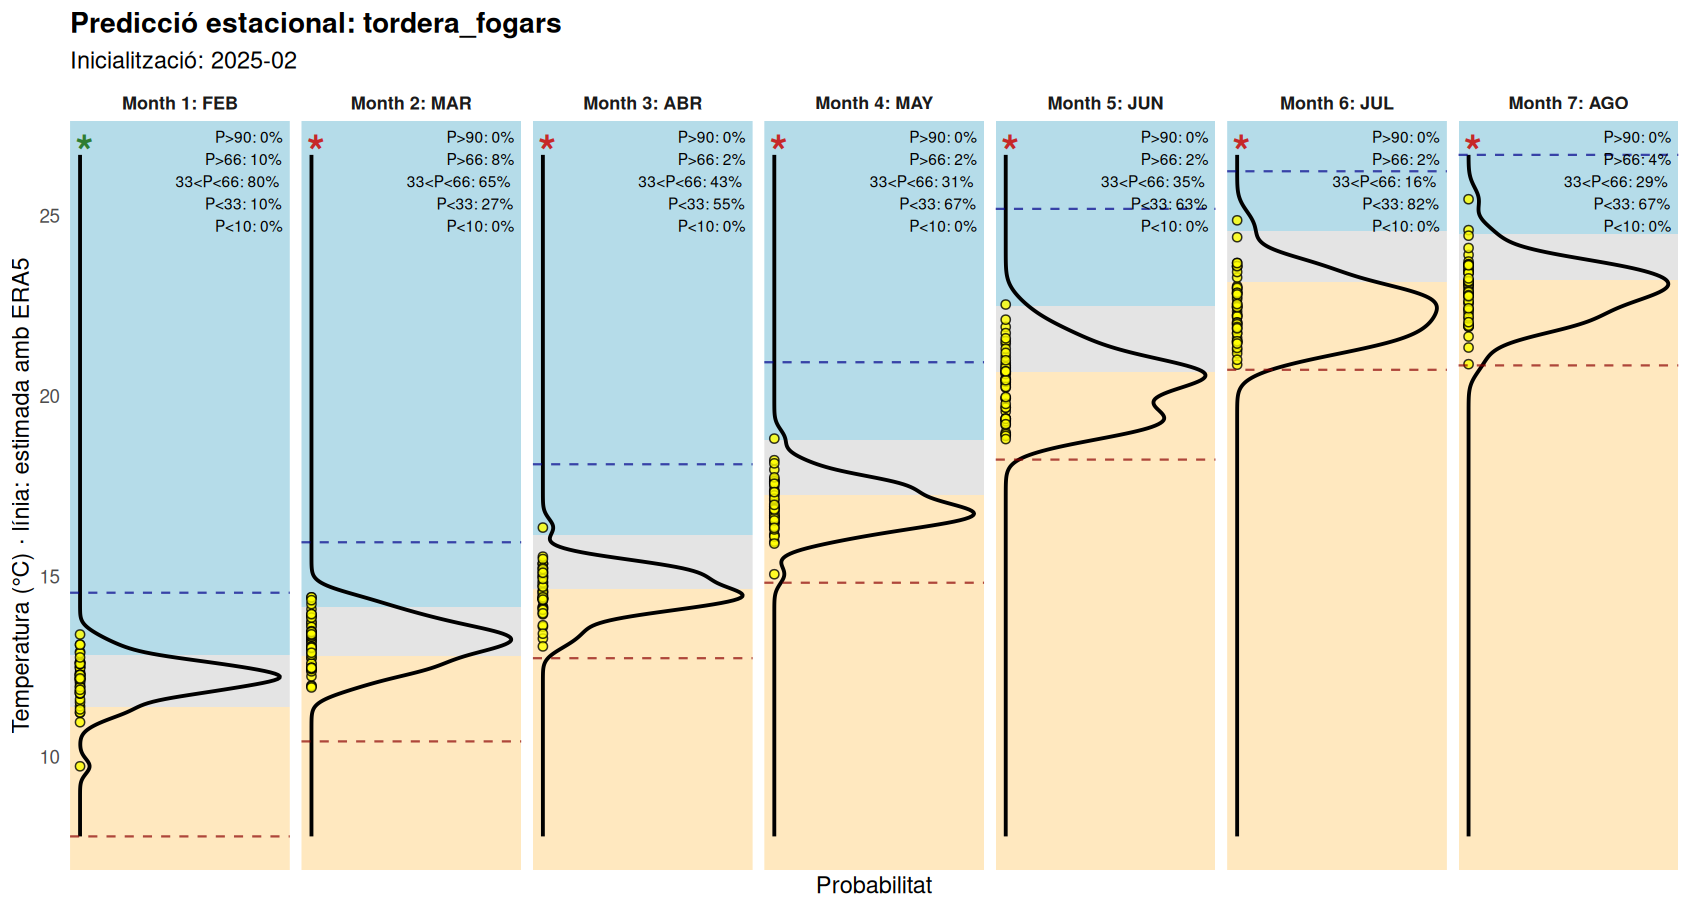 Predicció estacional: tordera_fogars
Inicialització: 2025-02
Month 1: FEB
Month 2: MAR
Month 3: ABR
Month 4: MAY
Month 5: JUN
Month 6: JUL
Month 7: AGO
*
P>90: 0%
P>66: 10%
33<P<66: 80%
P<33: 10%
P<10: 0%
*
P>90: 0%
P>66: 8%
33<P<66: 65%
P<33: 27%
P<10: 0%
*
P>90: 0%
P>66: 2%
33<P<66: 43%
P<33: 55%
P<10: 0%
*
P>90: 0%
P>66: 2%
33<P<66: 31%
P<33: 67%
P<10: 0%
*
P>90: 0%
P>66: 2%
33<P<66: 35%
P<33: 63%
P<10: 0%
*
P>90: 0%
P>66: 2%
33<P<66: 16%
P<33: 82%
P<10: 0%
*
P>90: 0%
P>66: 4%
33<P<66: 29%
P<33: 67%
P<10: 0%
25
20
15
10
Temperatura (°C) · línia: estimada amb ERA5
Probabilitat